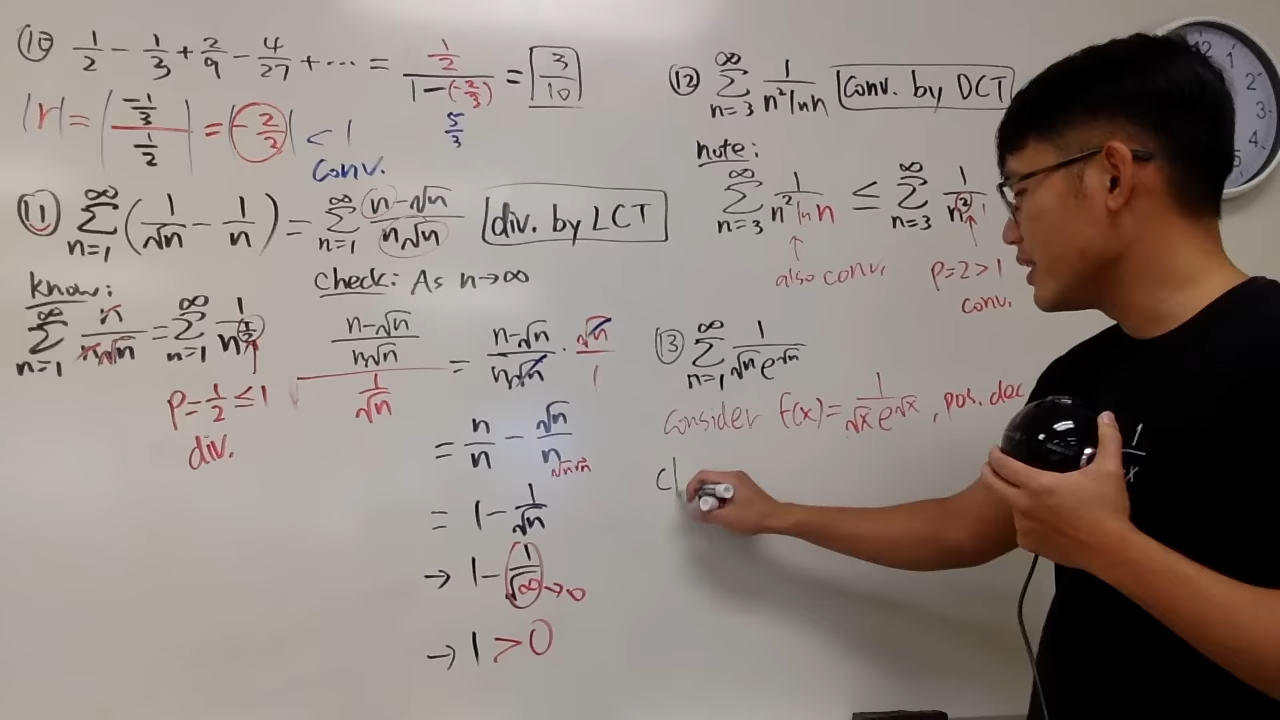 ⑩ 1/2 - 1/3 + 2/9 - 4/27 + ⋯ = (1/2)/(1-(-2/3)) = 3/10
5/3
|r| = |(-1/3)/(1/2)| = |-2/3| < 1
conv.
⑪ ∑_{n=1}^{∞} (1/√n - 1/n) = ∑_{n=1}^{∞} (n-√n)/(n√n) div. by LCT
know:
∑_{n=1}^{∞} n/(n√n) = ∑_{n=1}^{∞} 1/n^{1/2}
p=1/2 ≤ 1
div.
check: As n→∞
((n-√n)/(n√n))/(1/√n) = (n-√n)/(n√n) · √n/1
= n/n - √n/n
√n√n
= 1 - 1/√n
→ 1 - 1/√∞ →0
→ 1 > 0
⑫ ∑_{n=3}^{∞} 1/(n² ln n) Conv. by DCT
note:
∑_{n=3}^{∞} 1/(n² ln n) ≤ ∑_{n=3}^{∞} 1/n²
↑ also conv.
p=2>1
conv.
⑬ ∑_{n=1}^{∞} 1/(√n e^{√n})
consider f(x) = 1/(√x e^{√x}), pos. dec